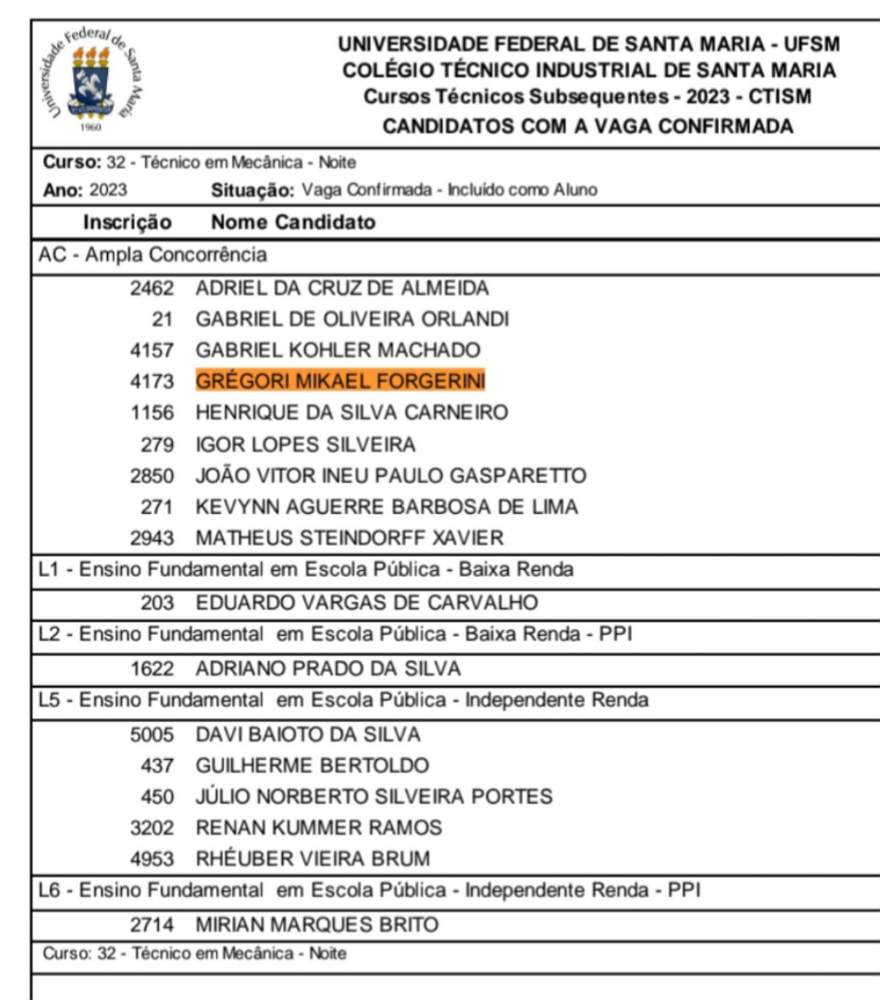 Universidade Federal de Santa Maria
1960
UNIVERSIDADE FEDERAL DE SANTA MARIA - UFSM
COLÉGIO TÉCNICO INDUSTRIAL DE SANTA MARIA
Cursos Técnicos Subsequentes - 2023 - CTISM
CANDIDATOS COM A VAGA CONFIRMADA
Curso: 32 - Técnico em Mecânica - Noite
Ano: 2023 Situação: Vaga Confirmada - Incluído como Aluno
Inscrição Nome Candidato
AC - Ampla Concorrência
2462 ADRIEL DA CRUZ DE ALMEIDA
21 GABRIEL DE OLIVEIRA ORLANDI
4157 GABRIEL KOHLER MACHADO
4173 GRÉGORI MIKAEL FORGERINI
1156 HENRIQUE DA SILVA CARNEIRO
279 IGOR LOPES SILVEIRA
2850 JOÃO VITOR INEU PAULO GASPARETTO
271 KEVYNN AGUERRE BARBOSA DE LIMA
2943 MATHEUS STEINDORFF XAVIER
L1 - Ensino Fundamental em Escola Pública - Baixa Renda
203 EDUARDO VARGAS DE CARVALHO
L2 - Ensino Fundamental em Escola Pública - Baixa Renda - PPI
1622 ADRIANO PRADO DA SILVA
L5 - Ensino Fundamental em Escola Pública - Independente Renda
5005 DAVI BAIOTO DA SILVA
437 GUILHERME BERTOLDO
450 JÚLIO NORBERTO SILVEIRA PORTES
3202 RENAN KUMMER RAMOS
4953 RHÉUBER VIEIRA BRUM
L6 - Ensino Fundamental em Escola Pública - Independente Renda - PPI
2714 MIRIAN MARQUES BRITO
Curso: 32 - Técnico em Mecânica - Noite